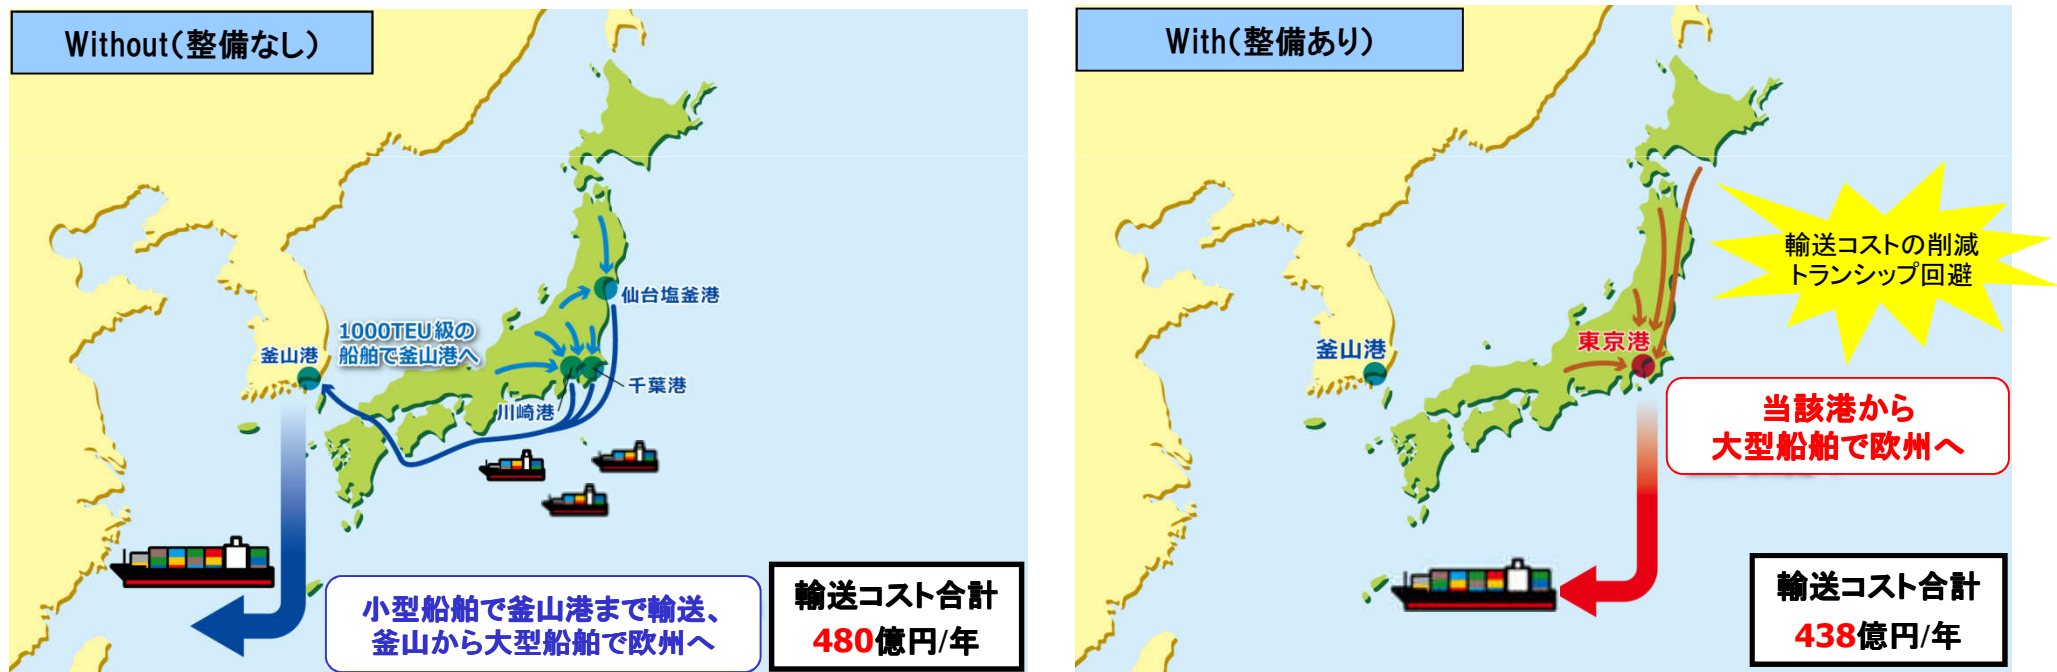 Without(整備なし)
仙台塩釜港
1000TEU級の
船舶で釜山港へ
釜山港
千葉港
川崎港
小型船舶で釜山港まで輸送、
釜山から大型船舶で欧州へ
輸送コスト合計
480億円/年
With(整備あり)
輸送コストの削減
トランシップ回避
東京港
釜山港
当該港から
大型船舶で欧州へ
輸送コスト合計
438億円/年